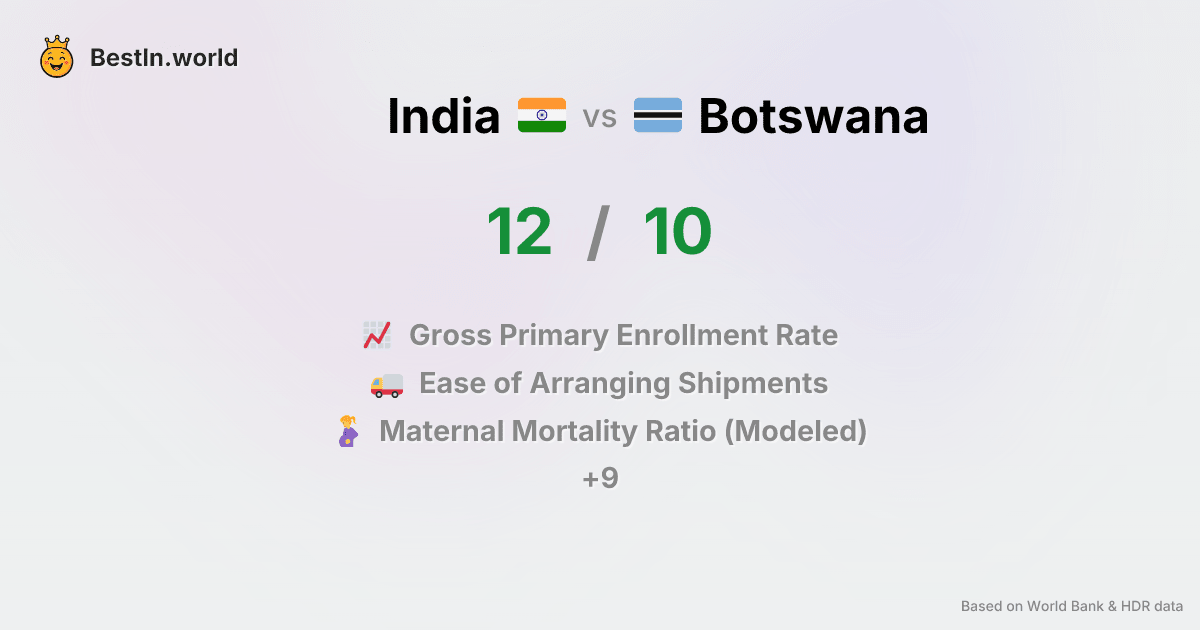 BestIn.world
India vs Botswana
12 / 10
Gross Primary Enrollment Rate
Ease of Arranging Shipments
Maternal Mortality Ratio (Modeled)
+9
Based on World Bank & HDR data